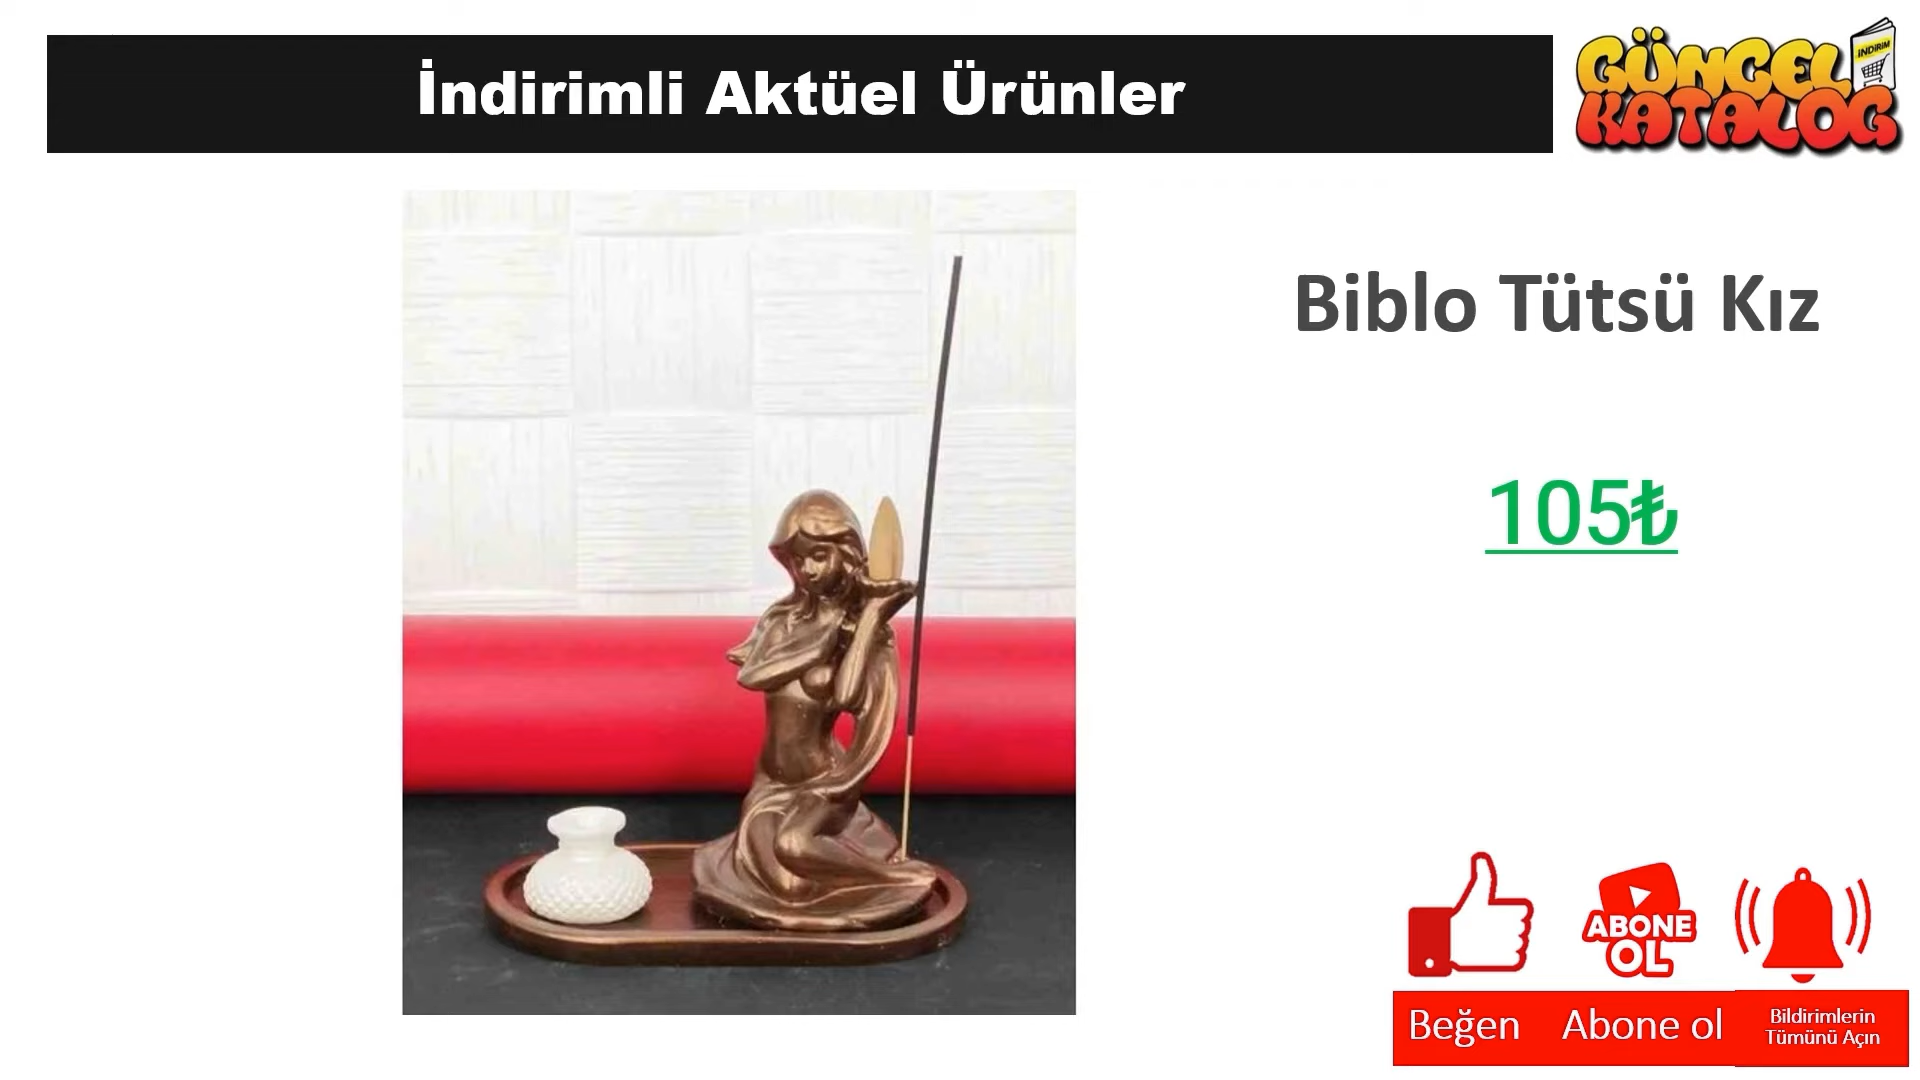 İndirimli Aktüel Ürünler
GÜNCEL
İNDİRİM
KATALOG
Biblo Tütsü Kız
105₺
ABONE
OL
Beğen
Abone ol
Bildirimlerin
Tümünü Açın